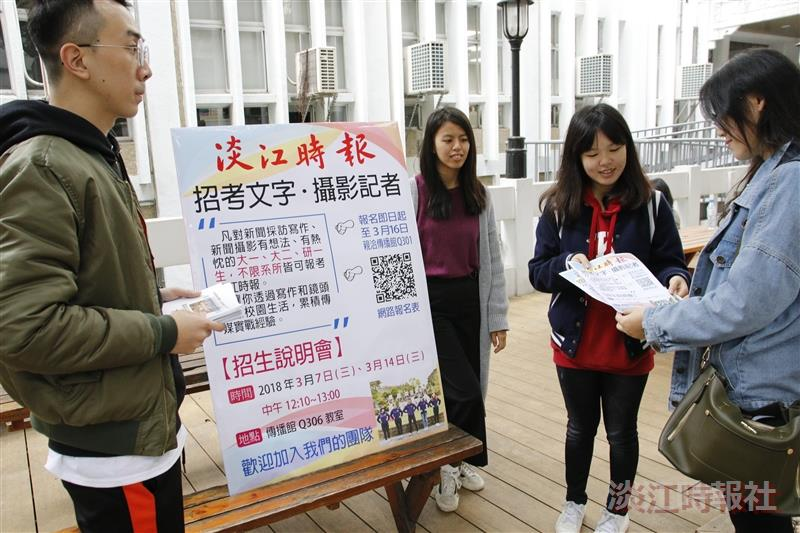 淡江時報
招考文字·攝影記者
凡對新聞採訪寫作、
新聞攝影有想法、有熱
忱的大一、大二、研一
生,不限系所皆可報考
江時報。
你透過寫作和鏡頭
校園生活,累積傳
媒實戰經驗。
報名即日起
至3月16日
親洽傳播館Q301
網路報名表
【招生說明會】
時間 2018年3月7日(三)、3月14日(三)
中午 12:10~13:00
地點 傳播館 Q306 教室
歡迎加入我們的團隊
淡江時報社